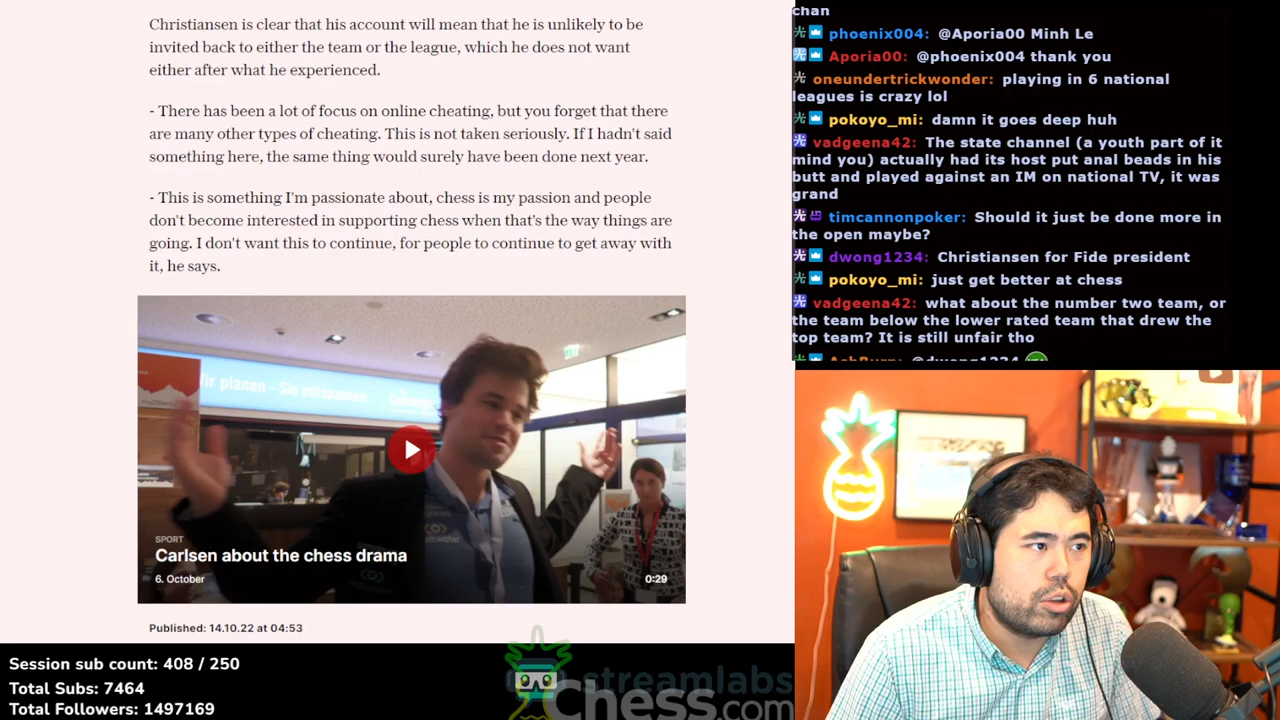 Christiansen is clear that his account will mean that he is unlikely to be
invited back to either the team or the league, which he does not want
either after what he experienced.
- There has been a lot of focus on online cheating, but you forget that there
are many other types of cheating. This is not taken seriously. If I hadn't said
something here, the same thing would surely have been done next year.
- This is something I'm passionate about, chess is my passion and people
don't become interested in supporting chess when that's the way things are
going. I don't want this to continue, for people to continue to get away with
it, he says.
Wir planen – Sie entspannen.
SPORT
Carlsen about the chess drama
6. October
0:29
Published: 14.10.22 at 04:53
Session sub count: 408 / 250
Total Subs: 7464
Total Followers: 1497169
streamlabs
Chess.com
chan
phoenix004: @Aporia00 Minh Le
Aporia00: @phoenix004 thank you
oneundertrickwonder: playing in 6 national
leagues is crazy lol
pokoyo_mi: damn it goes deep huh
vadgeena42: The state channel (a youth part of it
mind you) actually had its host put anal beads in his
butt and played against an IM on national TV, it was
grand
timcannonpoker: Should it just be done more in
the open maybe?
dwong1234: Christiansen for Fide president
pokoyo_mi: just get better at chess
vadgeena42: what about the number two team, or
the team below the lower rated team that drew the
top team? It is still unfair tho
@dwong1234